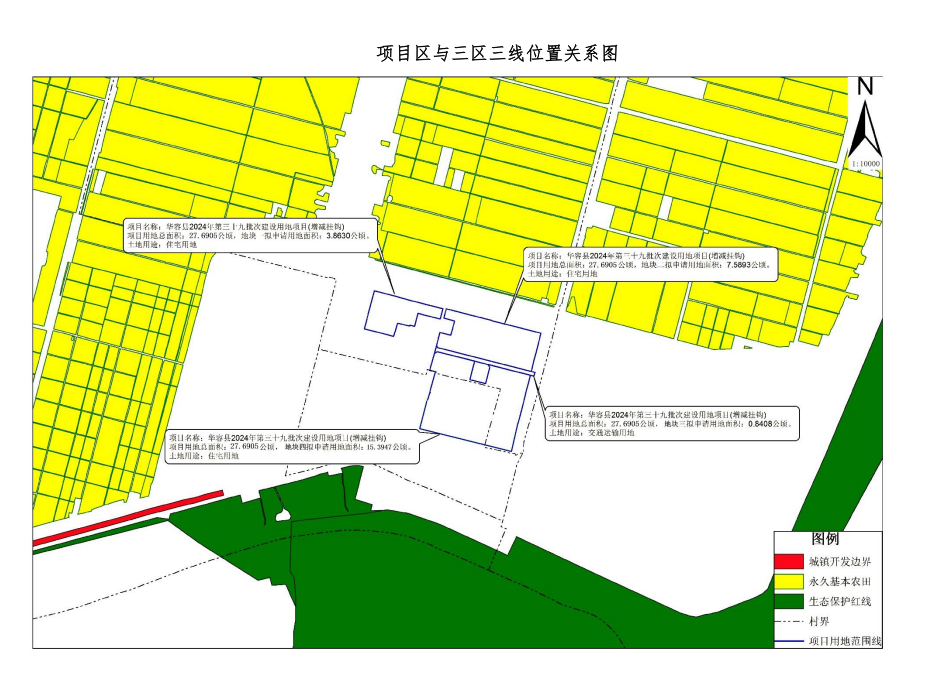 项目区与三区三线位置关系图
N
1:10000
项目名称：华容县2024年第三十九批次建设用地项目(增减挂钩)
项目用地总面积：27.6905公顷，地块一拟申请用地面积：3.8630公顷。
土地用途：住宅用地
项目名称：华容县2024年第三十九批次建设用地项目(增减挂钩)
项目用地总面积：27.6905公顷，地块二拟申请用地面积：7.5893公顷。
土地用途：住宅用地
项目名称：华容县2024年第三十九批次建设用地项目(增减挂钩)
项目用地总面积：27.6905公顷， 地块三拟申请用地面积：0.8408公顷。
土地用途：交通运输用地
项目名称：华容县2024年第三十九批次建设用地项目(增减挂钩)
项目用地总面积：27.6905公顷， 地块四拟申请用地面积：15.3947公顷。
土地用途：住宅用地
图例
城镇开发边界
永久基本农田
生态保护红线
村界
项目用地范围线